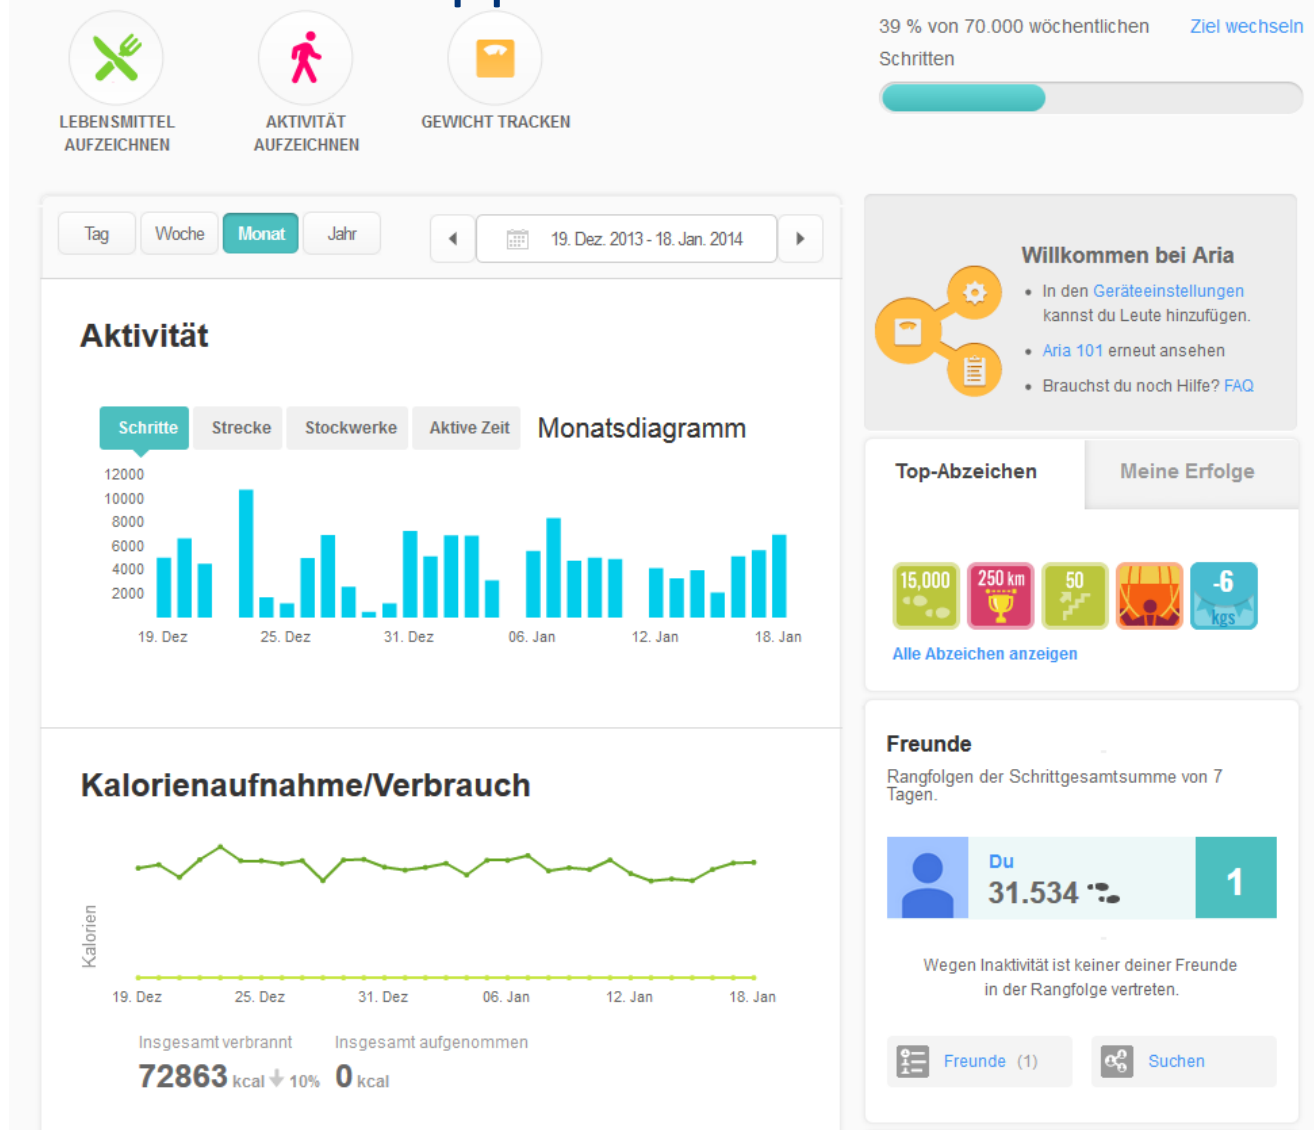 39 % von 70.000 wöchentlichen
Schritten
Ziel wechseln
LEBENSMITTEL
AUFZEICHNEN
AKTIVITÄT
AUFZEICHNEN
GEWICHT TRACKEN
Tag
Woche
Monat
Jahr
19. Dez. 2013 - 18. Jan. 2014
Aktivität
Schritte
Strecke
Stockwerke
Aktive Zeit
Monatsdiagramm
12000
10000
8000
6000
4000
2000
19. Dez
25. Dez
31. Dez
06. Jan
12. Jan
18. Jan
Kalorienaufnahme/Verbrauch
Kalorien
19. Dez
25. Dez
31. Dez
06. Jan
12. Jan
18. Jan
Insgesamt verbrannt
72863 kcal 10%
Insgesamt aufgenommen
0 kcal
Willkommen bei Aria
In den Geräteeinstellungen
kannst du Leute hinzufügen.
Aria 101 erneut ansehen
Brauchst du noch Hilfe? FAQ
Top-Abzeichen
Meine Erfolge
15,000
250 km
50
-6
kgs
Alle Abzeichen anzeigen
Freunde
Rangfolgen der Schrittgesamtsumme von 7
Tagen.
Du
31.534
1
Wegen Inaktivität ist keiner deiner Freunde
in der Rangfolge vertreten.
Freunde (1)
Suchen